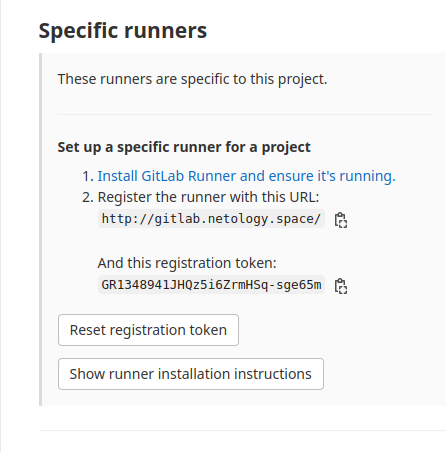 Specific runners
These runners are specific to this project.
Set up a specific runner for a project
1. Install GitLab Runner and ensure it's running.
2. Register the runner with this URL:
http://gitlab.netology.space/
And this registration token:
GR1348941JHQz5i6ZrmHSq-sge65m
Reset registration token
Show runner installation instructions